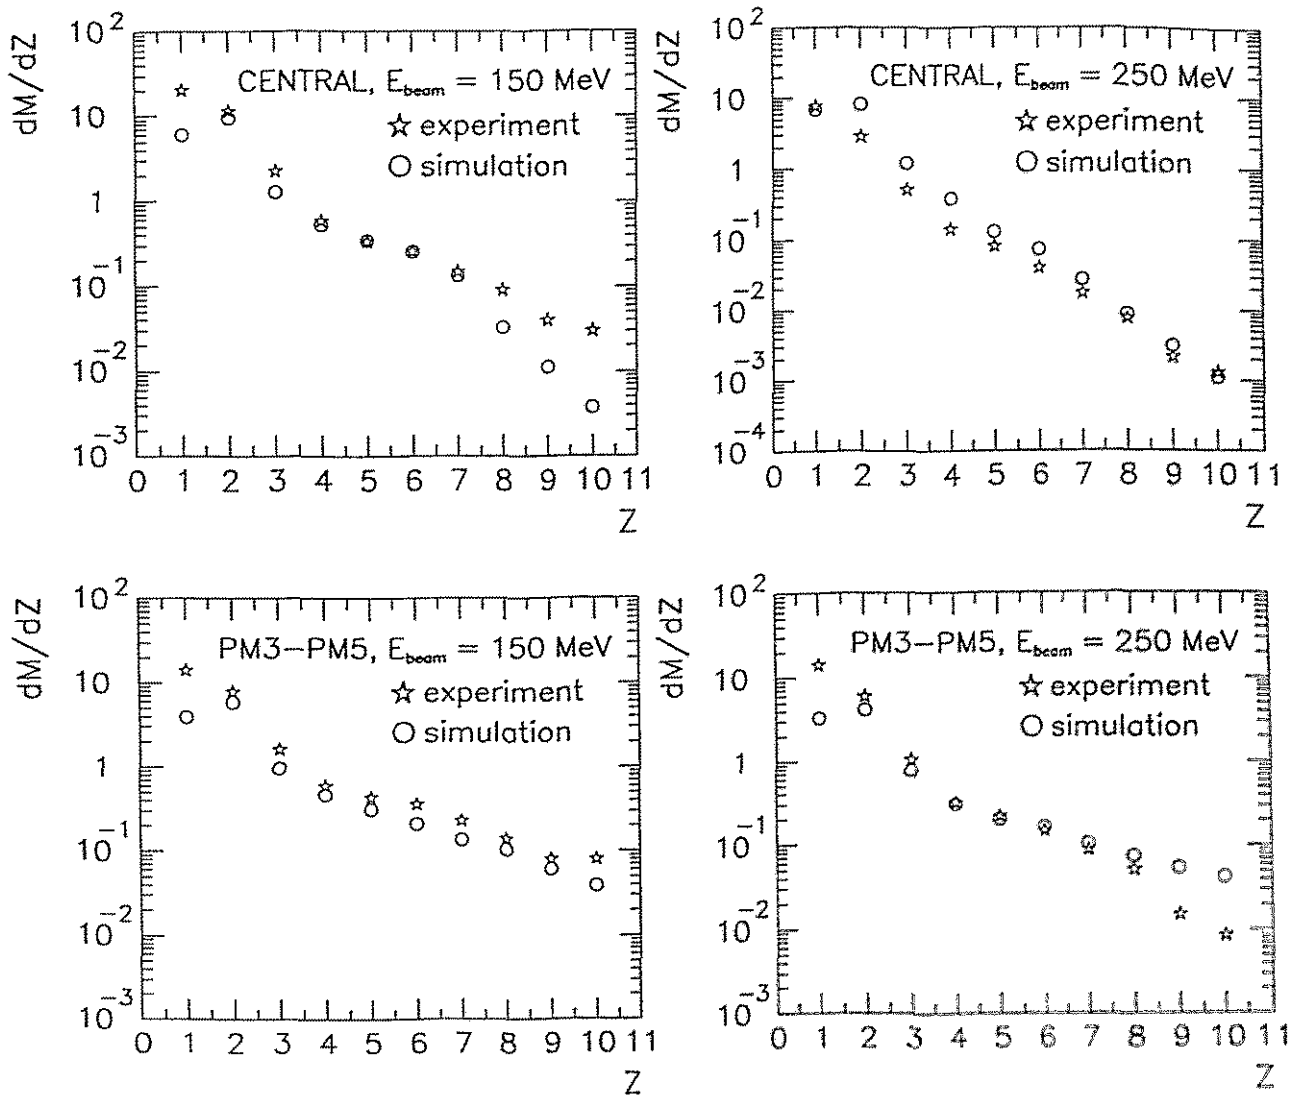 dM/dZ
10^2
10
1
10^-1
10^-2
10^-3
CENTRAL, E_beam = 150 MeV
☆ experiment
○ simulation
0 1 2 3 4 5 6 7 8 9 10 11
Z
dM/dZ
10^2
10
1
10^-1
10^-2
10^-3
10^-4
CENTRAL, E_beam = 250 MeV
☆ experiment
○ simulation
0 1 2 3 4 5 6 7 8 9 10 11
Z
dM/dZ
10^2
10
1
10^-1
10^-2
10^-3
PM3-PM5, E_beam = 150 MeV
☆ experiment
○ simulation
0 1 2 3 4 5 6 7 8 9 10 11
Z
dM/dZ
10^2
10
1
10^-1
10^-2
10^-3
PM3-PM5, E_beam = 250 MeV
☆ experiment
○ simulation
0 1 2 3 4 5 6 7 8 9 10 11
Z